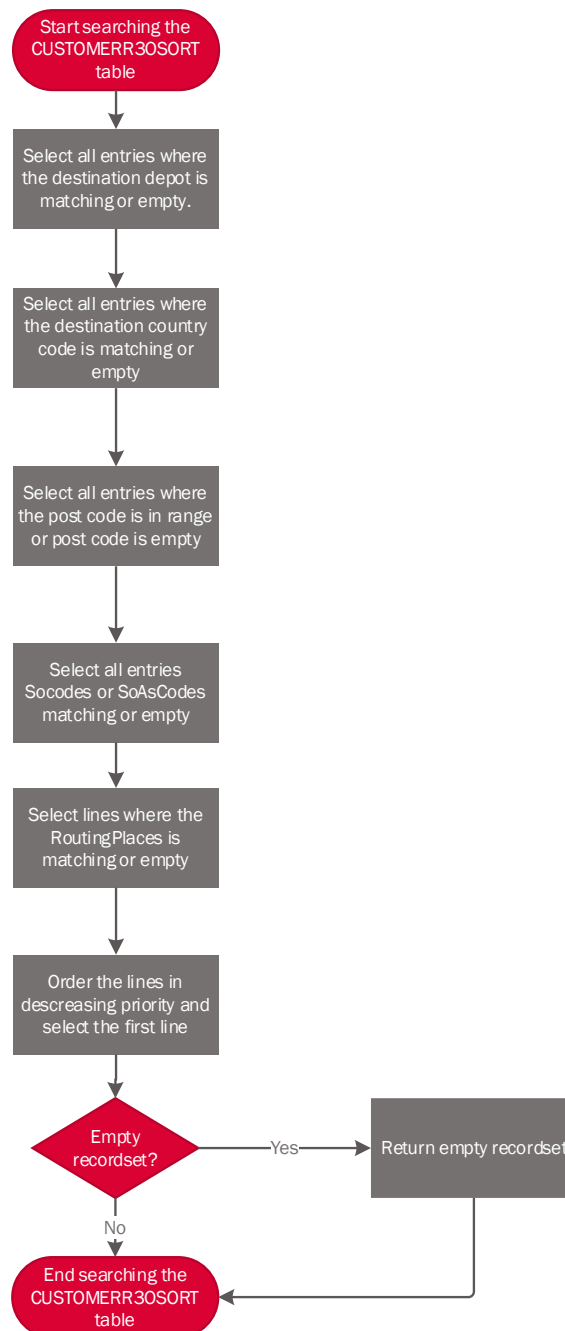 Start searching the
CUSTOMERR3OSORT
table
Select all entries where
the destination depot is
matching or empty.
Select all entries where
the destination country
code is matching or
empty
Select all entries where
the post code is in range
or post code is empty
Select all entries
Socodes or SoAsCodes
matching or empty
Select lines where the
RoutingPlaces is
matching or empty
Order the lines in
descreasing priority and
select the first line
Empty
recordset?
Yes
Return empty recordset
No
End searching the
CUSTOMERR3OSORT
table